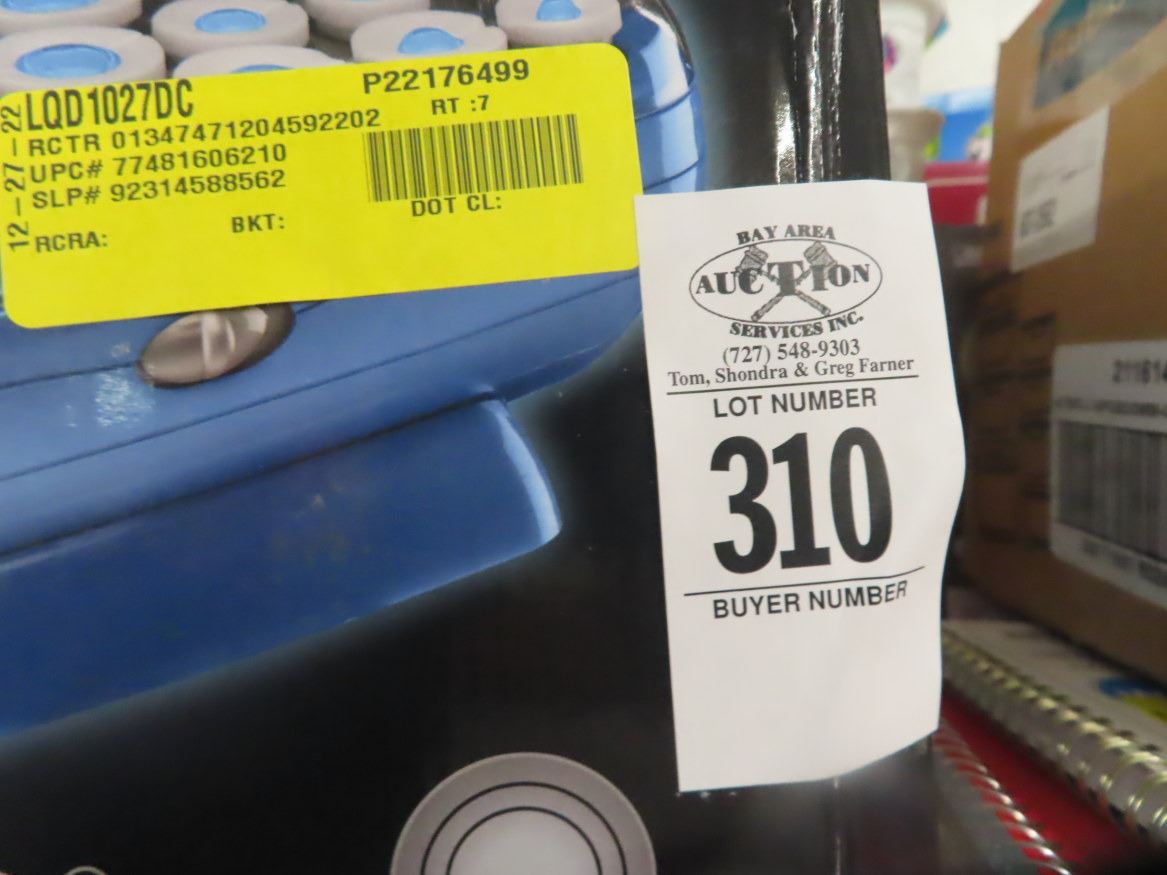 12-27-22
LQD1027DC
P22176499
RCTR 01347471204592202
RT :7
UPC# 77481606210
SLP# 92314588562
DOT CL:
RCRA:
BKT:
BAY AREA
AUCTION
SERVICES INC.
(727) 548-9303
Tom, Shondra & Greg Farner
LOT NUMBER
310
BUYER NUMBER